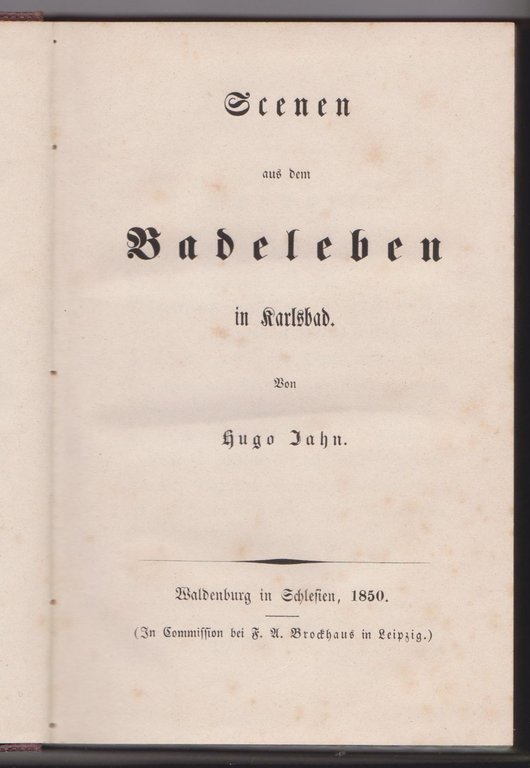 Scenen
aus dem
Badeleben
in Karlsbad.
Von
Hugo Jahn.
Waldenburg in Schlesien, 1850.
(In Commission bei F. A. Brockhaus in Leipzig.)